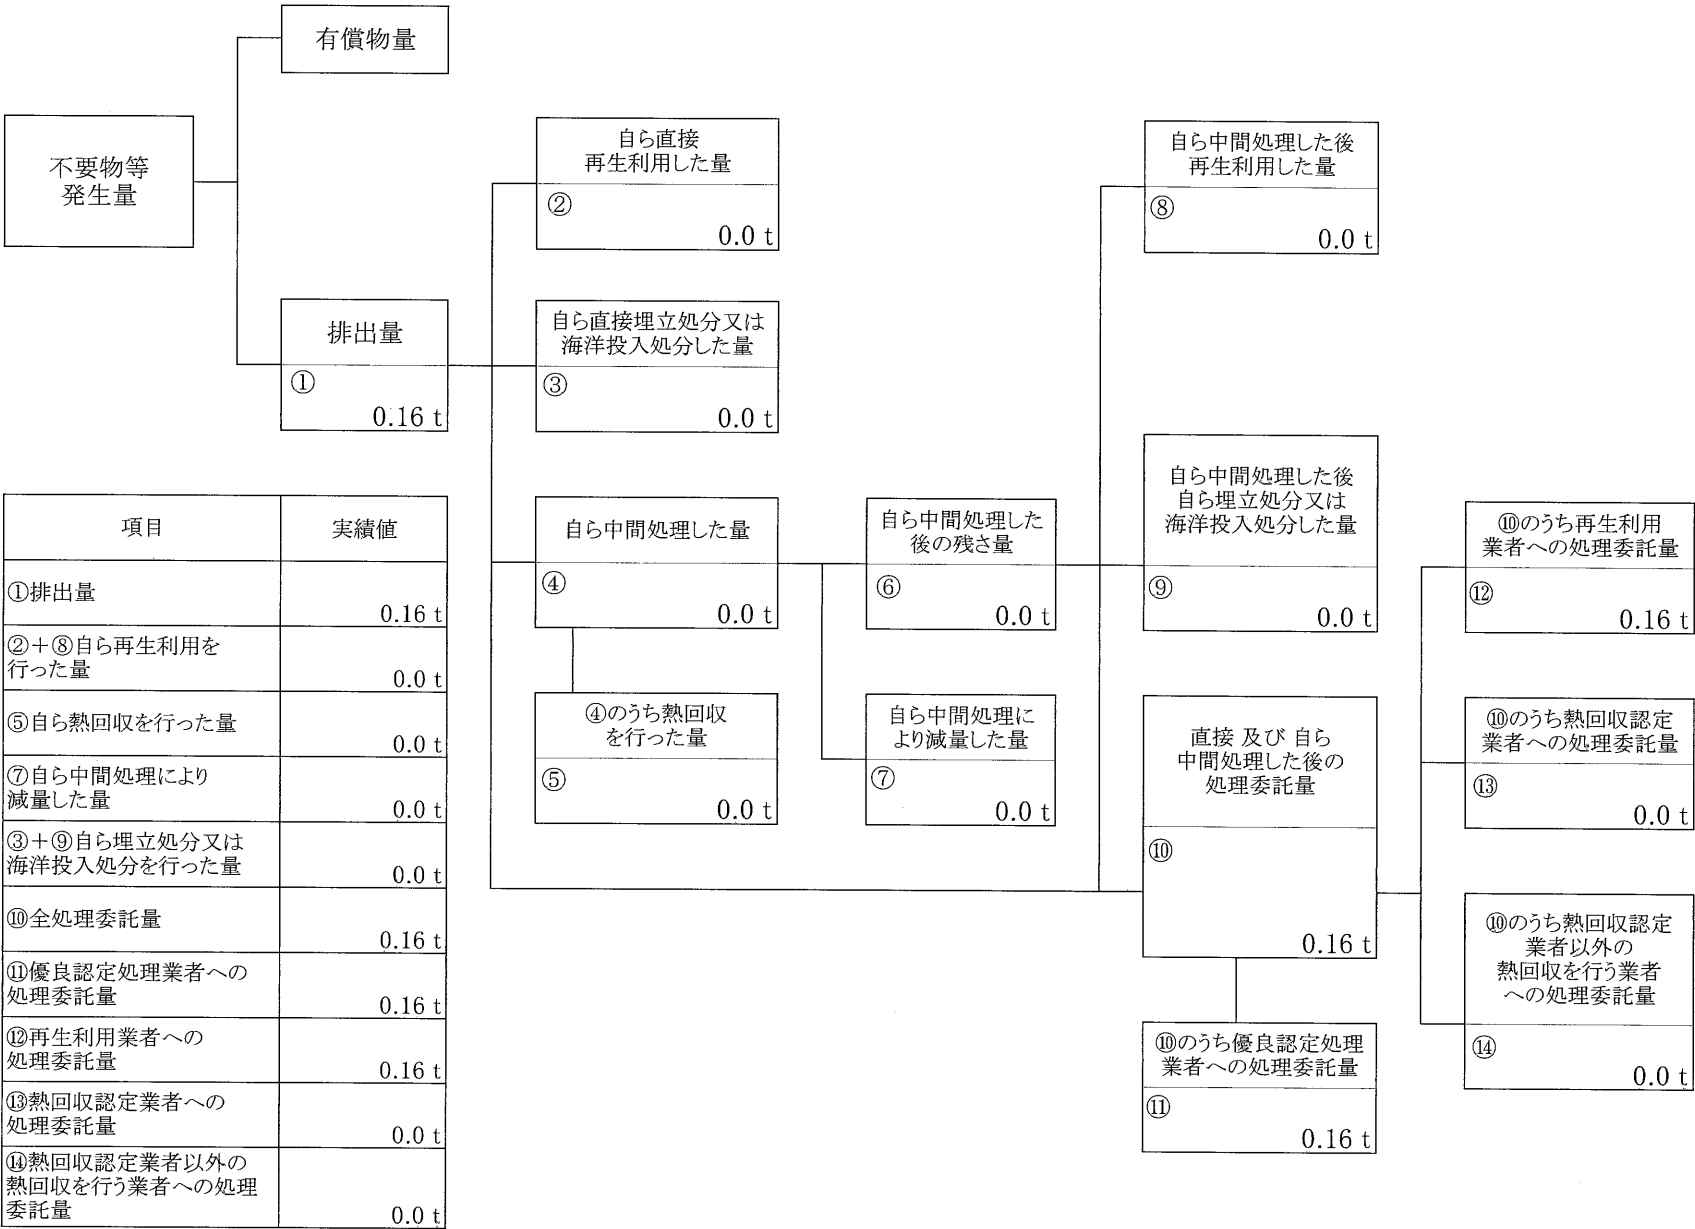 有償物量
不要物等
発生量
排出量
①
0.16 t
自ら直接
再生利用した量
②
0.0 t
自ら直接埋立処分又は
海洋投入処分した量
③
0.0 t
自ら中間処理した量
④
0.0 t
④のうち熱回収
を行った量
⑤
0.0 t
自ら中間処理した
後の残さ量
⑥
0.0 t
自ら中間処理に
より減量した量
⑦
0.0 t
自ら中間処理した後
再生利用した量
⑧
0.0 t
自ら中間処理した後
自ら埋立処分又は
海洋投入処分した量
⑨
0.0 t
直接 及び 自ら
中間処理した後の
処理委託量
⑩
0.16 t
⑩のうち優良認定処理
業者への処理委託量
⑪
0.16 t
⑩のうち再生利用
業者への処理委託量
⑫
0.16 t
⑩のうち熱回収認定
業者への処理委託量
⑬
0.0 t
⑩のうち熱回収認定
業者以外の
熱回収を行う業者
への処理委託量
⑭
0.0 t
項目
実績値
①排出量
0.16 t
②＋⑧自ら再生利用を
行った量
0.0 t
⑤自ら熱回収を行った量
0.0 t
⑦自ら中間処理により
減量した量
0.0 t
③＋⑨自ら埋立処分又は
海洋投入処分を行った量
0.0 t
⑩全処理委託量
0.16 t
⑪優良認定処理業者への
処理委託量
0.16 t
⑫再生利用業者への
処理委託量
0.16 t
⑬熱回収認定業者への
処理委託量
0.0 t
⑭熱回収認定業者以外の
熱回収を行う業者への処理
委託量
0.0 t